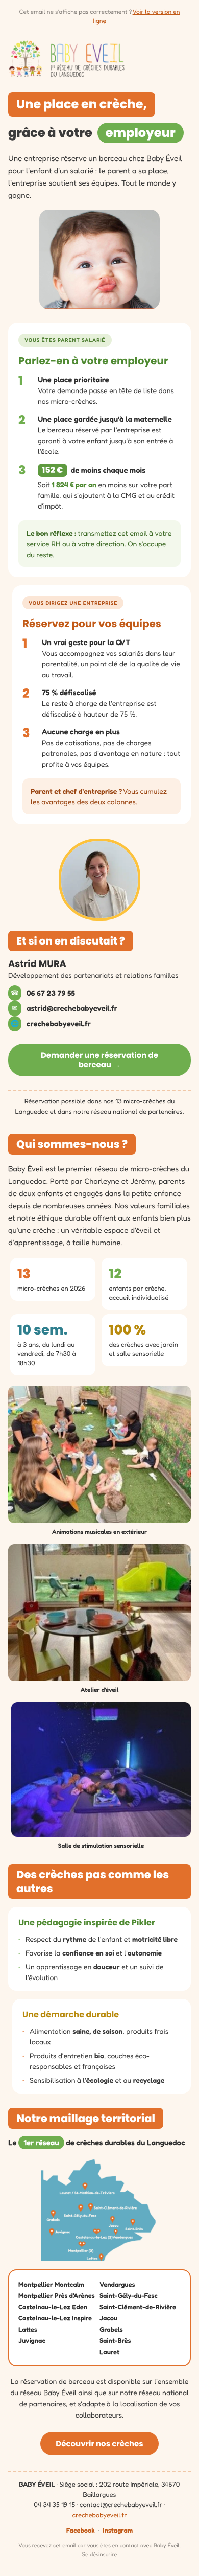 Cet email ne s'affiche pas correctement ? Voir la version en
ligne
BABY EVEIL
1er RÉSEAU DE CRÈCHES DURABLES
DU LANGUEDOC
Une place en crèche,
grâce à votre employeur
Une entreprise réserve un berceau chez Baby Éveil
pour l'enfant d'un salarié : le parent a sa place,
l'entreprise soutient ses équipes. Tout le monde y
gagne.
VOUS ÊTES PARENT SALARIÉ
Parlez-en à votre employeur
1 Une place prioritaire
Votre demande passe en tête de liste dans
nos micro-crèches.
2 Une place gardée jusqu'à la maternelle
Le berceau réservé par l'entreprise est
garanti à votre enfant jusqu'à son entrée à
l'école.
3 152 € de moins chaque mois
Soit 1 824 € par an en moins sur votre part
famille, qui s'ajoutent à la CMG et au crédit
d'impôt.
Le bon réflexe : transmettez cet email à votre
service RH ou à votre direction. On s'occupe
du reste.
VOUS DIRIGEZ UNE ENTREPRISE
Réservez pour vos équipes
1 Un vrai geste pour la QVT
Vous accompagnez vos salariés dans leur
parentalité, un point clé de la qualité de vie
au travail.
2 75 % défiscalisé
Le reste à charge de l'entreprise est
défiscalisé à hauteur de 75 %.
3 Aucune charge en plus
Pas de cotisations, pas de charges
patronales, pas d'avantage en nature : tout
profite à vos équipes.
Parent et chef d'entreprise ? Vous cumulez
les avantages des deux colonnes.
Et si on en discutait ?
Astrid MURA
Développement des partenariats et relations familles
06 67 23 79 55
astrid@crechebabyeveil.fr
crechebabyeveil.fr
Demander une réservation de
berceau →
Réservation possible dans nos 13 micro-crèches du
Languedoc et dans notre réseau national de partenaires.
Qui sommes-nous ?
Baby Éveil est le premier réseau de micro-crèches du
Languedoc. Porté par Charleyne et Jérémy, parents
de deux enfants et engagés dans la petite enfance
depuis de nombreuses années. Nos valeurs familiales
et notre éthique durable offrent aux enfants bien plus
qu'une crèche : un véritable espace d'éveil et
d'apprentissage, à taille humaine.
13
micro-crèches en 2026
12
enfants par crèche,
accueil individualisé
10 sem.
à 3 ans, du lundi au
vendredi, de 7h30 à
18h30
100 %
des crèches avec jardin
et salle sensorielle
Animations musicales en extérieur
Atelier d'éveil
Salle de stimulation sensorielle
Des crèches pas comme les
autres
Une pédagogie inspirée de Pikler
· Respect du rythme de l'enfant et motricité libre
· Favorise la confiance en soi et l'autonomie
· Un apprentissage en douceur et un suivi de
l'évolution
Une démarche durable
· Alimentation saine, de saison, produits frais
locaux
· Produits d'entretien bio, couches éco-
responsables et françaises
· Sensibilisation à l'écologie et au recyclage
Notre maillage territorial
Le 1er réseau de crèches durables du Languedoc
Montpellier Montcalm
Montpellier Près d'Arènes
Castelnau-le-Lez Eden
Castelnau-le-Lez Inspire
Lattes
Juvignac
Vendargues
Saint-Gély-du-Fesc
Saint-Clément-de-Rivière
Jacou
Grabels
Saint-Brès
Lauret
La réservation de berceau est disponible sur l'ensemble
du réseau Baby Éveil ainsi que sur notre réseau national
de partenaires, et s'adapte à la localisation de vos
collaborateurs.
Découvrir nos crèches
BABY ÉVEIL · Siège social : 202 route Impériale, 34670
Baillargues
04 34 35 19 15 · contact@crechebabyeveil.fr ·
crechebabyeveil.fr
Facebook · Instagram
Vous recevez cet email car vous êtes en contact avec Baby Éveil.
Se désinscrire